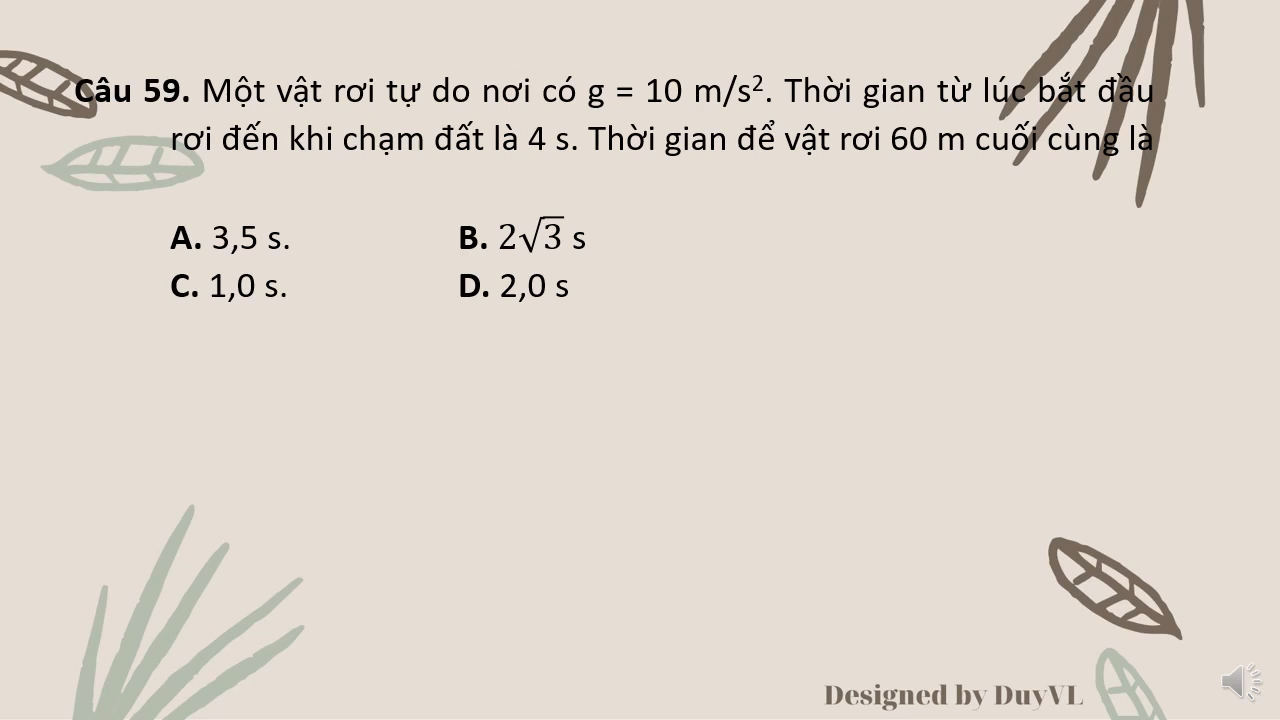 Câu 59. Một vật rơi tự do nơi có g = 10 m/s². Thời gian từ lúc bắt đầu
rơi đến khi chạm đất là 4 s. Thời gian để vật rơi 60 m cuối cùng là
A. 3,5 s. B. 2√3 s
C. 1,0 s. D. 2,0 s
Designed by DuyVL